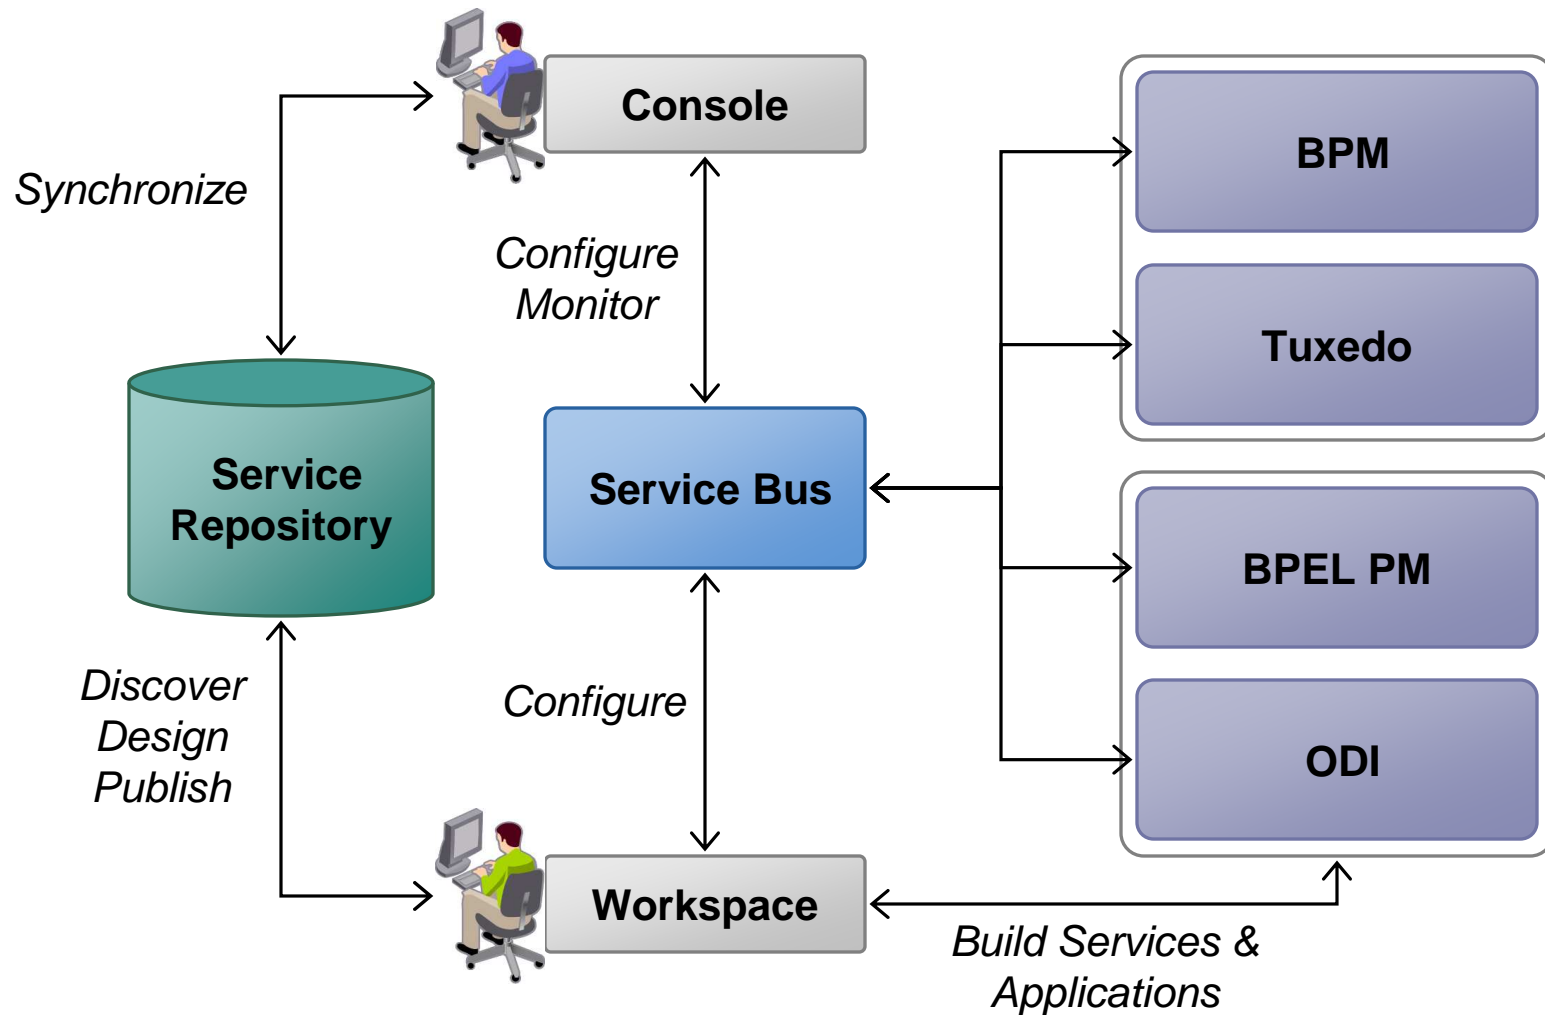 Console
BPM
Synchronize
Configure
Monitor
Tuxedo
Service
Repository
Service Bus
BPEL PM
Discover
Design
Publish
Configure
ODI
Workspace
Build Services &
Applications